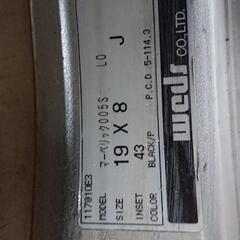 117810E3
MODEL マーベリック005S LO
SIZE 19 X 8 J
INSET 43 P.C.D 5-114.3
COLOR BLACK/P
weds CO.,LTD.